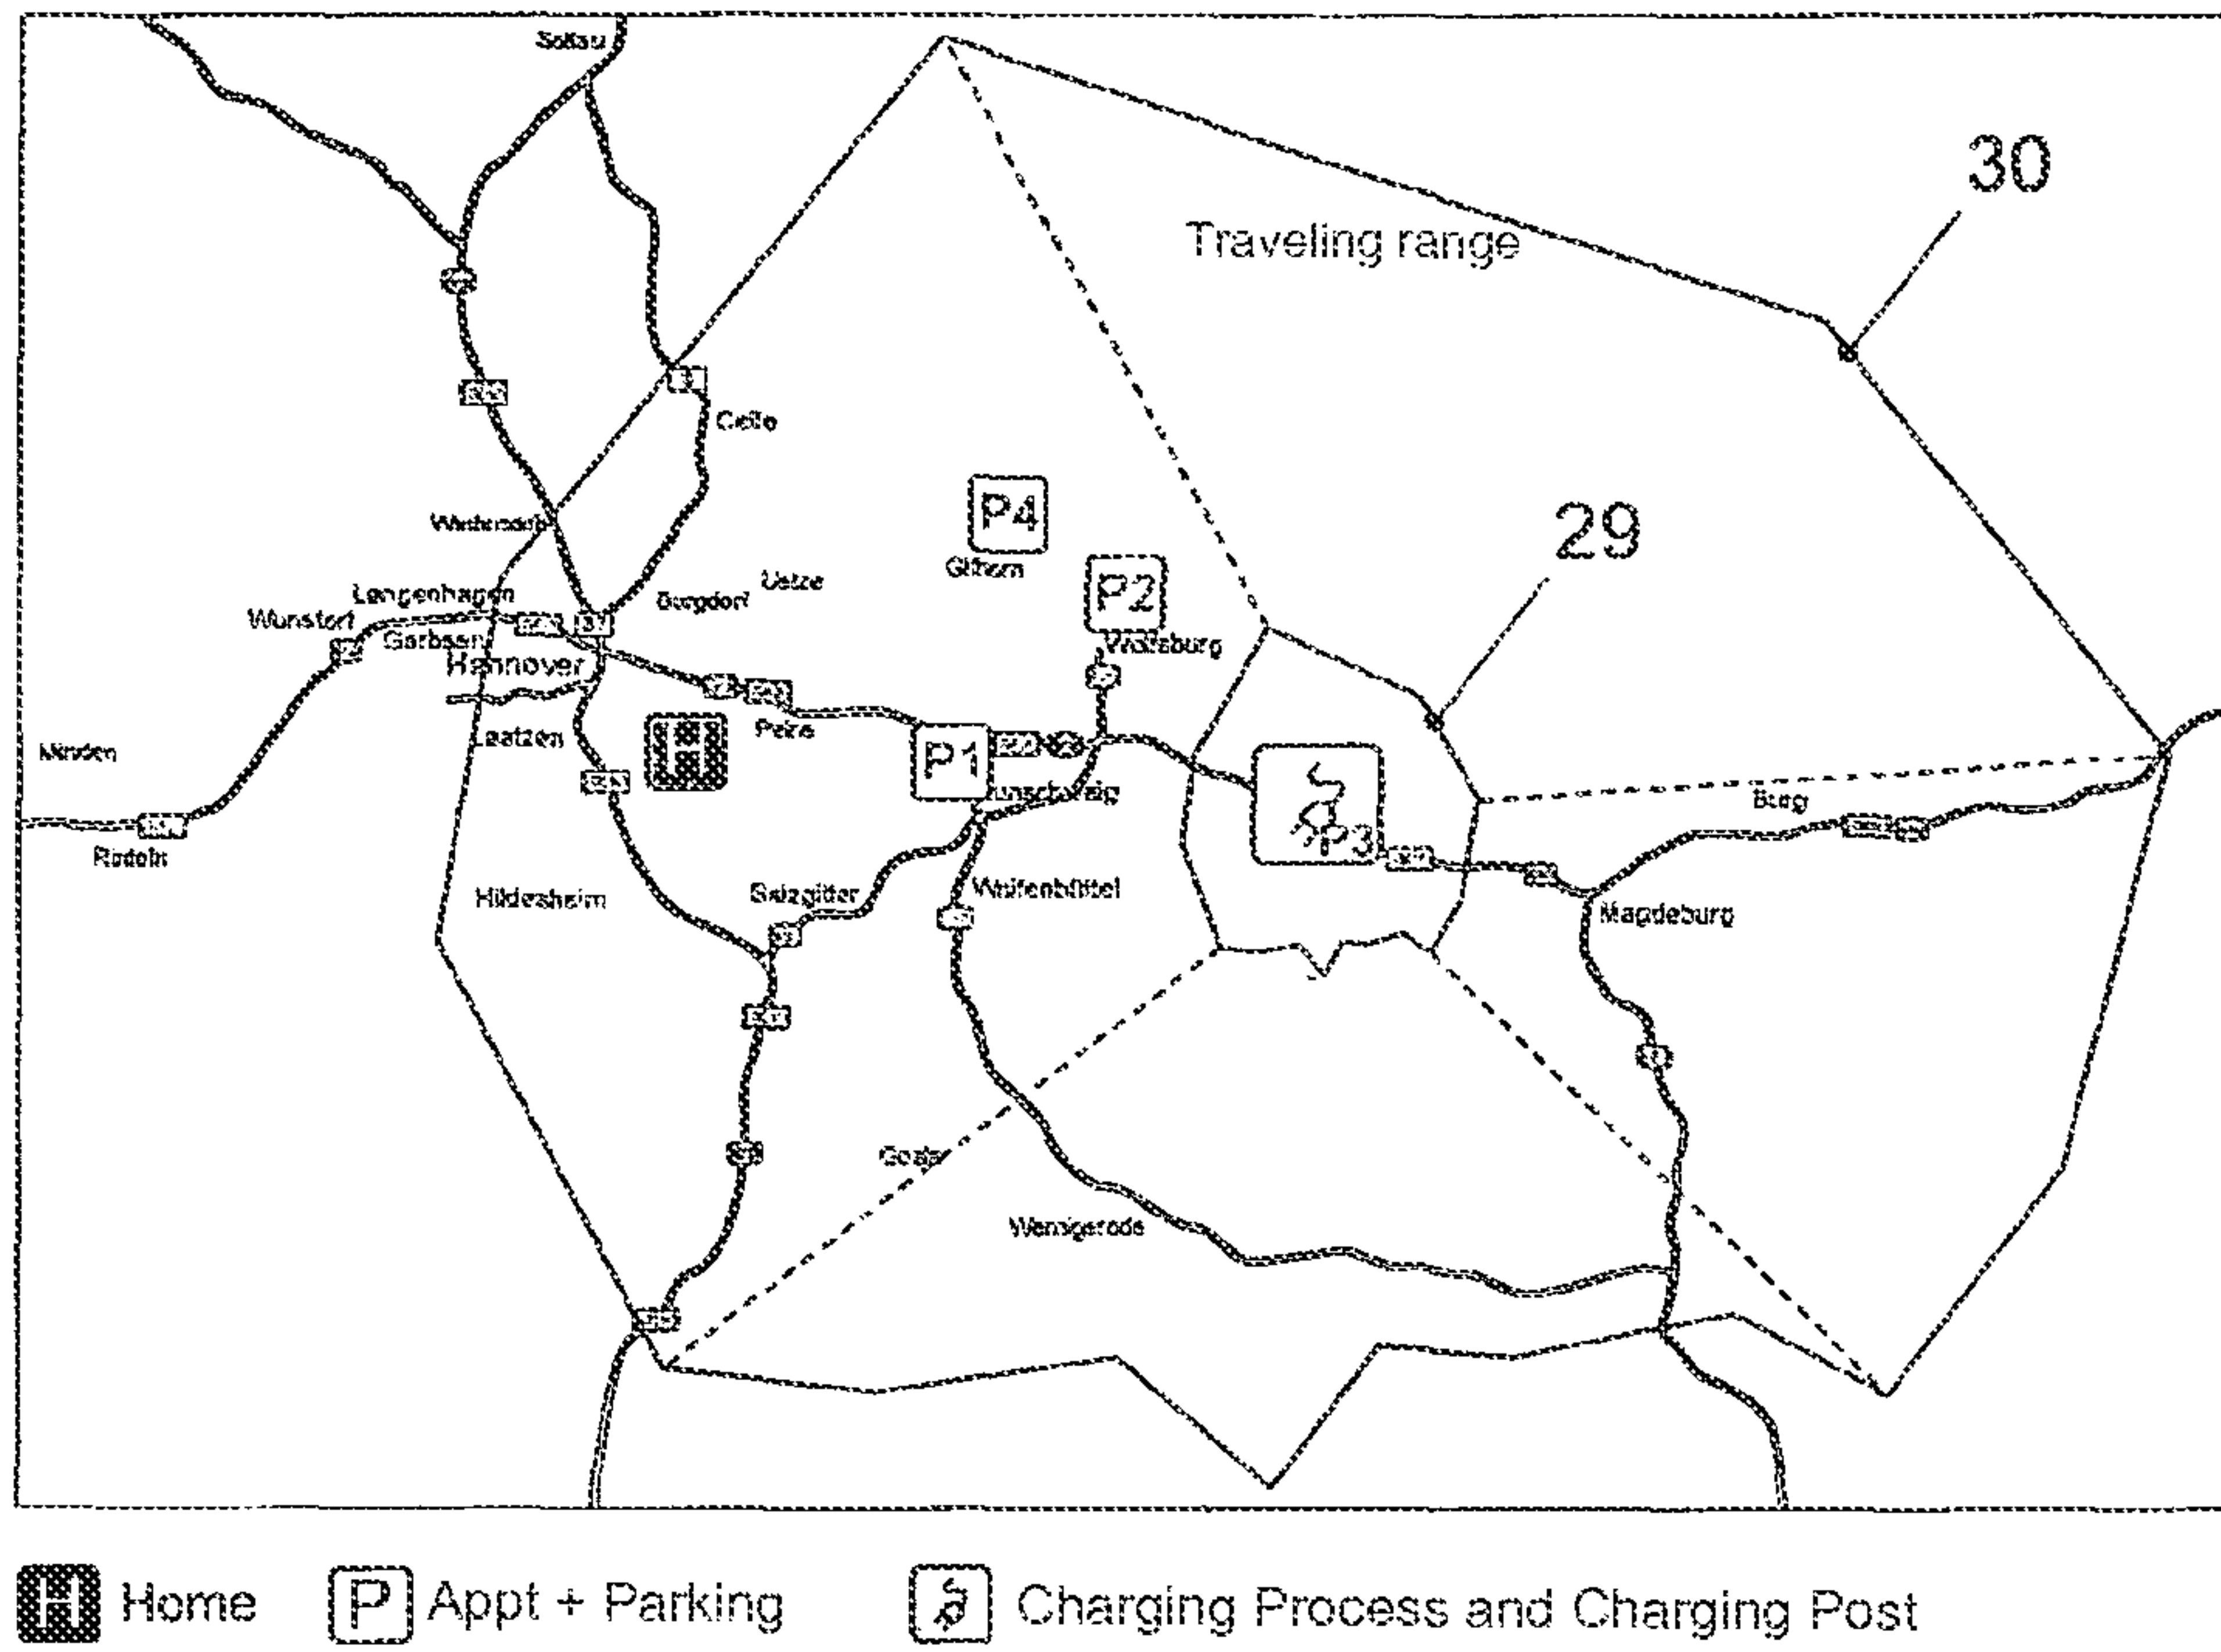 Soltau
30
Traveling range
Celle
P4
29
Gifhorn
Uetze
P2
Burgdorf
Langenhagen
Wunstorf
Garbsen
Wolfsburg
Hannover
Peine
Laatzen
H
P1
Minden
P3
Burg
Rinteln
Hildesheim
Salzgitter
Wolfenbüttel
Magdeburg
Wernigerode
H Home
P Appt + Parking
Charging Process and Charging Post